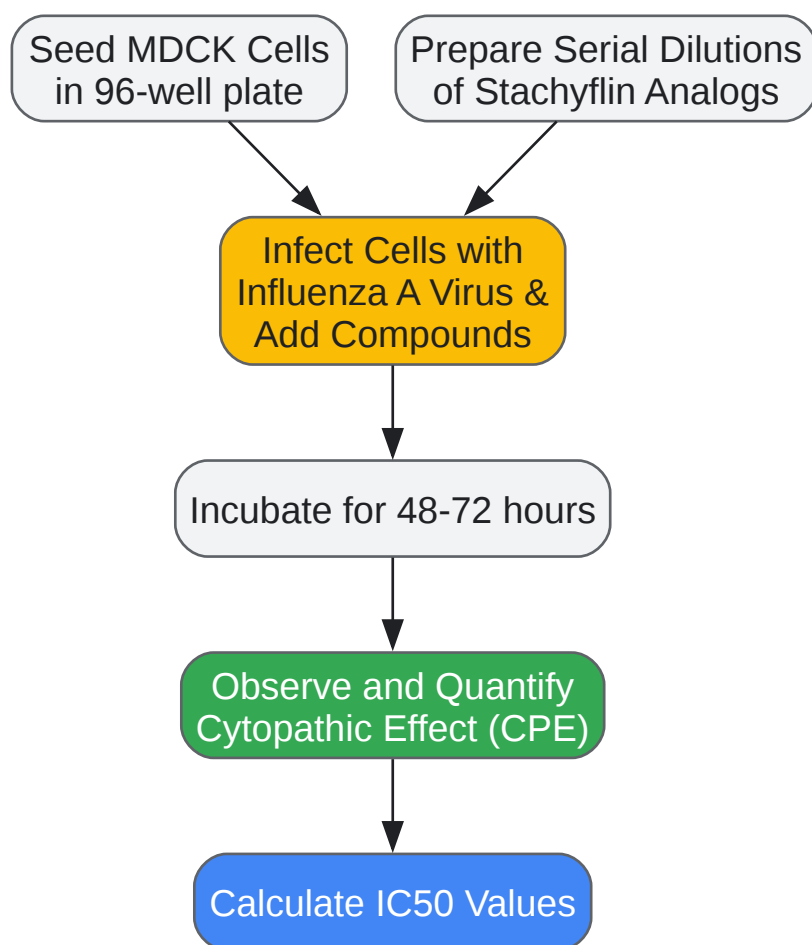 Seed MDCK Cells
in 96-well plate
Prepare Serial Dilutions
of Stachyflin Analogs
Infect Cells with
Influenza A Virus &
Add Compounds
Incubate for 48-72 hours
Observe and Quantify
Cytopathic Effect (CPE)
Calculate IC50 Values